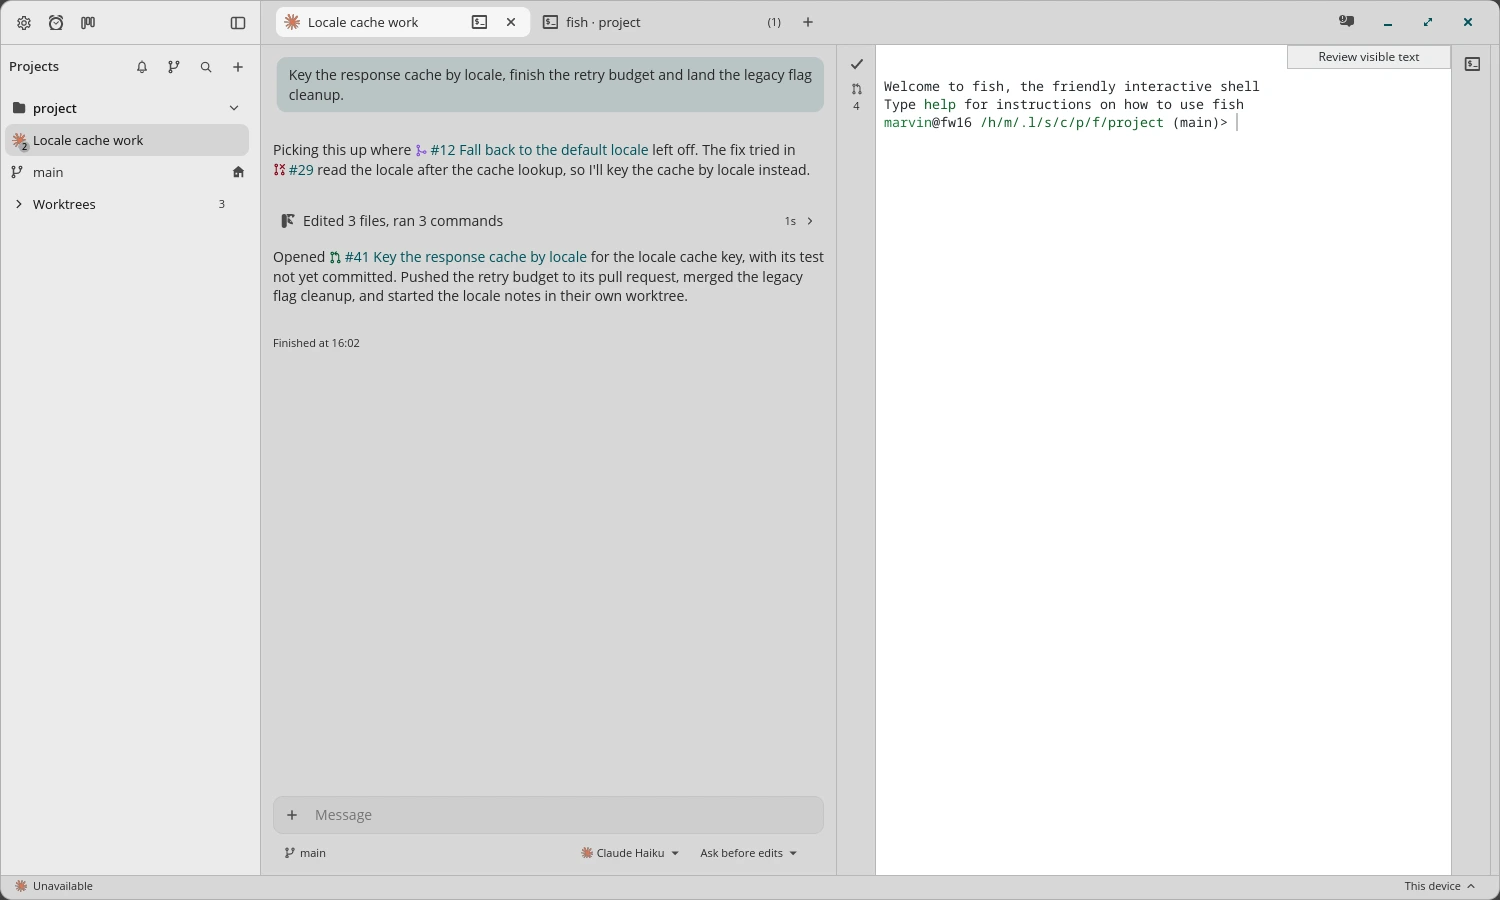 Locale cache work
fish · project
(1)
Projects
project
2
Locale cache work
main
Worktrees
3
Key the response cache by locale, finish the retry budget and land the legacy flag
cleanup.
Picking this up where #12 Fall back to the default locale left off. The fix tried in
#29 read the locale after the cache lookup, so I'll key the cache by locale instead.
Edited 3 files, ran 3 commands
1s
Opened #41 Key the response cache by locale for the locale cache key, with its test
not yet committed. Pushed the retry budget to its pull request, merged the legacy
flag cleanup, and started the locale notes in their own worktree.
Finished at 16:02
Message
main
Claude Haiku
Ask before edits
4
Review visible text
Welcome to fish, the friendly interactive shell
Type help for instructions on how to use fish
marvin@fw16 /h/m/.l/s/c/p/f/project (main)>
Unavailable
This device